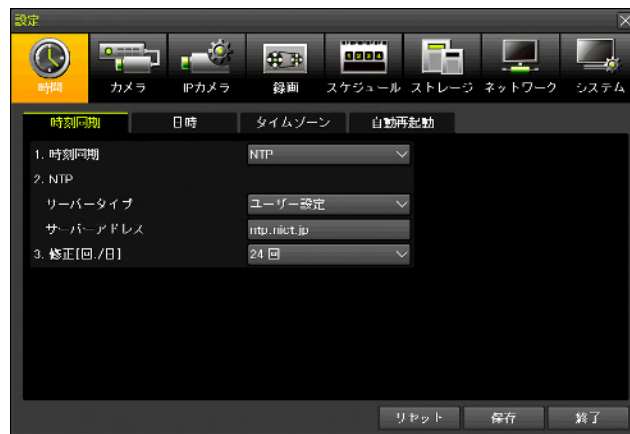 設定
時間 カメラ IPカメラ 録画 スケジュール ストレージ ネットワーク システム
時刻同期 日時 タイムゾーン 自動再起動
1. 時刻同期 NTP
2. NTP
サーバータイプ ユーザー設定
サーバーアドレス ntp.nict.jp
3. 修正[回./日] 24 回
リセット 保存 終了